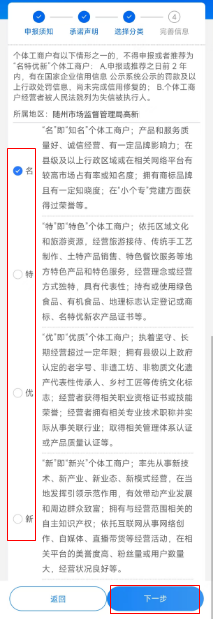 申报须知 承诺声明 选择分类 4 完善信息
个体工商户有以下情形之一的，不得申报或者推荐为
“名特优新”个体工商户： A.申报或推荐之日前 2 年
内，有在国家企业信用信息 公示系统公示的罚款及以
上行政处罚信息，尚未完成信用修复的； B.个体工商
户经营者被人民法院列为失信被执行人。
所属地区：随州市场监督管理局高新
“名”即“知名”个体工商户：产品和服务质
量好、诚信经营、有一定品牌影响力；在
县级及以上行政区域或在相关网络平台有
较高市场占有率或知名度；拥有商标品牌
且有一定知晓度；在“小个专”党建方面获
得过荣誉等。
名
“特”即“特色”个体工商户：依托区域文化
和旅游资源，经营旅游接待、传统手工艺
制作、土特产品销售、特色餐饮服务等地
方特色产品和特色服务，经营理念或经营
方式独特，具有代表性；持有或使用绿色
食品、有机食品、地理标志认定登记或商
标、名特优新农产品证书等。
特
“优”即“优质”个体工商户：执着坚守、长
期经营超过一定年限；拥有县级以上政府
认定的老字号、非遗工坊、非物质文化遗
产代表性传承人、乡村工匠等传统文化标
志；经营者获得相关职业资格证书或技能
荣誉；经营者拥有相关专业技术职称并实
际从事关联行业；取得相关管理体系认证
或产品质量认证等。
优
“新”即“新兴”个体工商户：率先从事新技
术、新产业、新业态、新模式经营，在当
地发挥引领示范作用，有效带动产业发展
和周边群众致富；拥有与经营范围相关的
自主知识产权；依托互联网从事网络创
作、自媒体、直播带货等经营活动，在相
关平台的美誉度高、粉丝量或用户数量
大，经营状况良好等。
新
返回 下一步